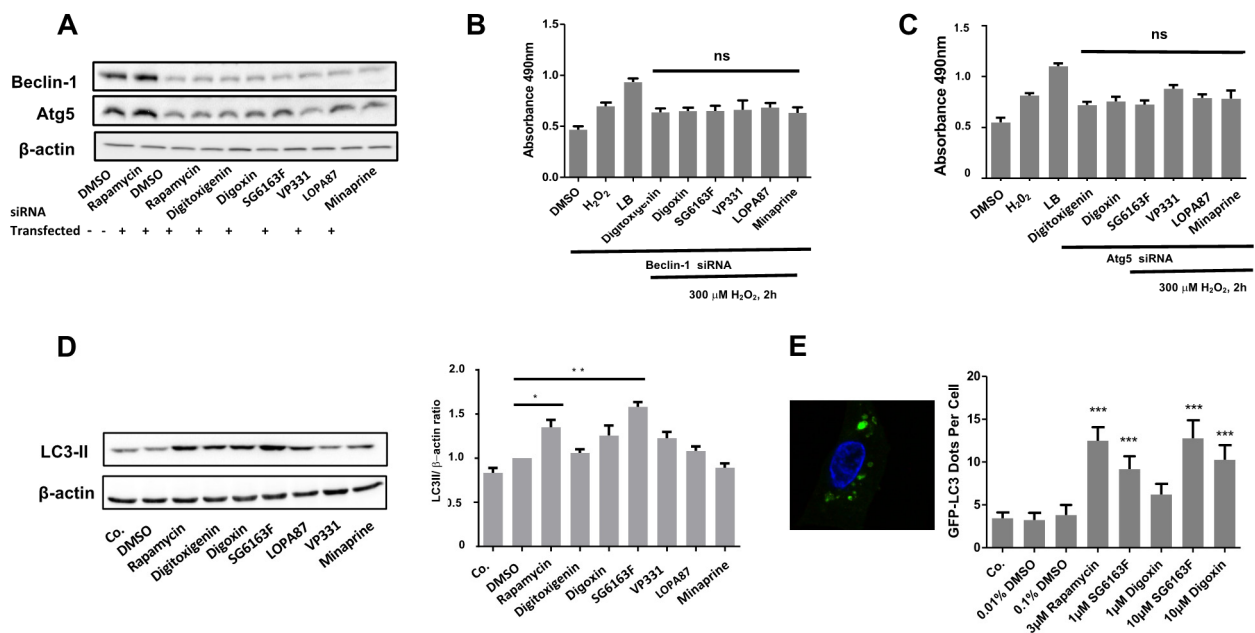 A
Beclin-1
Atg5
β-actin
DMSO
Rapamycin
DMSO
Rapamycin
Digitoxigenin
Digoxin
SG6163F
VP331
LOPA87
Minaprine
siRNA
Transfected - - + + + + + + +
B
ns
Absorbance 490nm
1.5
1.0
0.5
0.0
DMSO
H₂O₂
LB
Digitoxigenin
Digoxin
SG6163F
VP331
LOPA87
Minaprine
Beclin-1 siRNA
300 μM H₂O₂, 2h
C
ns
Absorbance 490nm
1.5
1.0
0.5
0.0
DMSO
H₂0₂
LB
Digitoxigenin
Digoxin
SG6163F
VP331
LOPA87
Minaprine
Atg5 siRNA
300 μM H₂O₂, 2h
D
LC3-II
β-actin
Co.
DMSO
Rapamycin
Digitoxigenin
Digoxin
SG6163F
LOPA87
VP331
Minaprine
LC3II/ β-actin ratio
2.0
1.5
1.0
0.5
0
*
* *
Co.
DMSO
Rapamycin
Digitoxigenin
Digoxin
SG6163F
VP331
LOPA87
Minaprine
E
GFP-LC3 Dots Per Cell
20
15
10
5
0
***
***
***
***
Co.
0.01% DMSO
0.1% DMSO
3μM Rapamycin
1μM SG6163F
1μM Digoxin
10μM SG6163F
10μM Digoxin